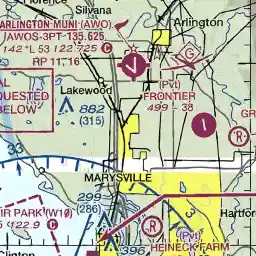 Silvana
Arlington
ARLINGTON MUNI (AWO)
AWOS-3PT 135.625
142 *L 53 122.725 C
RP 11, 16
G
(Pvt)
FRONTIER
499 - 38
Lakewood
QUESTED
BELOW
882
(315)
R
33
MARYSVILLE
299
(286)
IR PARK (W10)
122.9 C
R
(Pvt)
HEINECK FARM
Hartfor
396
Clinton